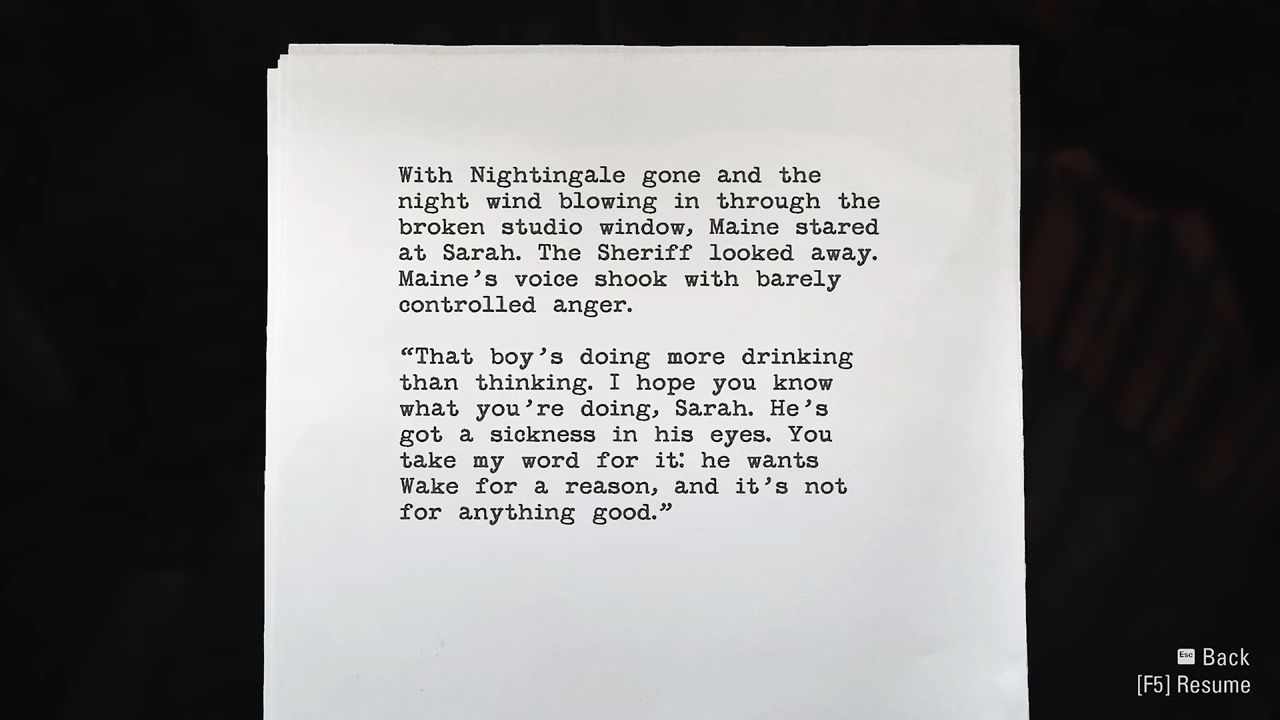 With Nightingale gone and the
night wind blowing in through the
broken studio window, Maine stared
at Sarah. The Sheriff looked away.
Maine’s voice shook with barely
controlled anger.
“That boy’s doing more drinking
than thinking. I hope you know
what you’re doing, Sarah. He’s
got a sickness in his eyes. You
take my word for it: he wants
Wake for a reason, and it’s not
for anything good.”
Esc Back
[F5] Resume